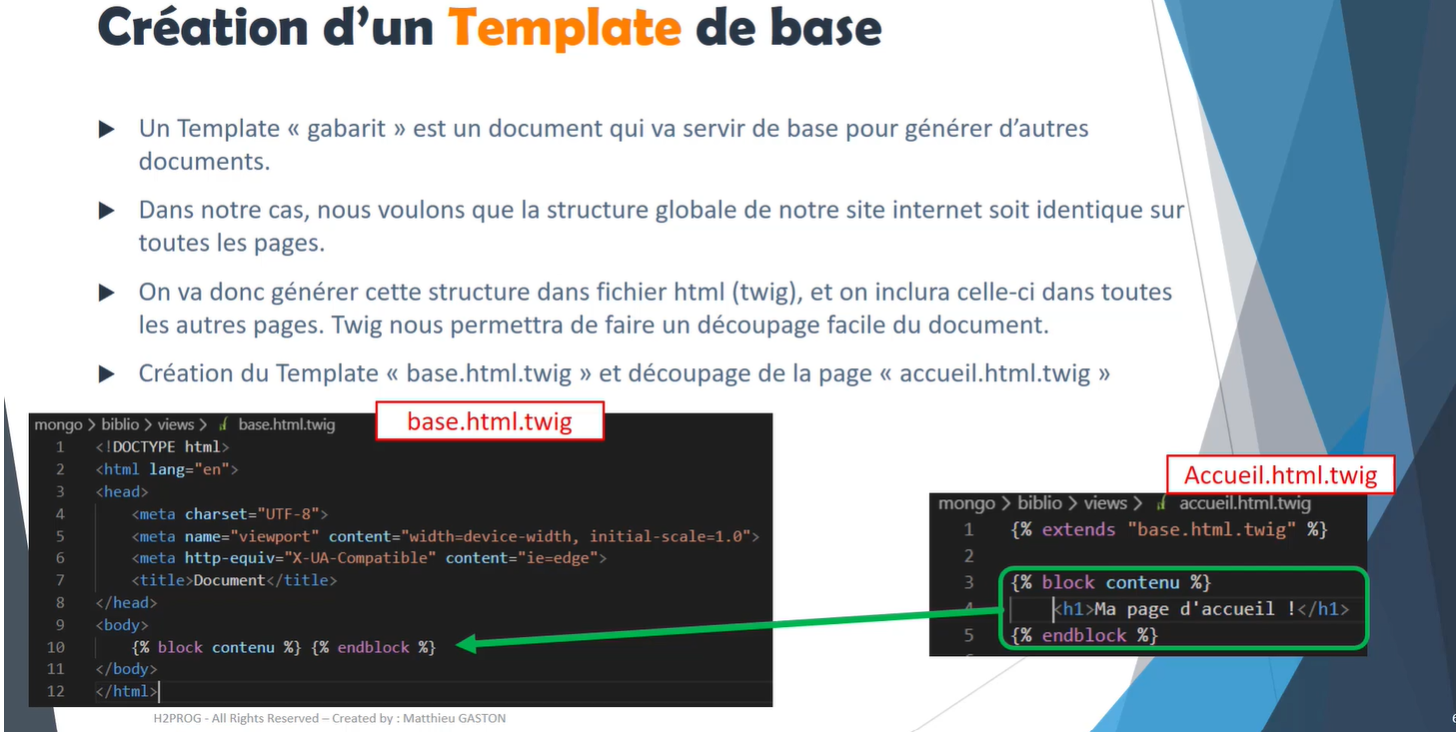 Création d'un Template de base
Un Template « gabarit » est un document qui va servir de base pour générer d'autres
documents.
Dans notre cas, nous voulons que la structure globale de notre site internet soit identique sur
toutes les pages.
On va donc générer cette structure dans fichier html (twig), et on inclura celle-ci dans toutes
les autres pages. Twig nous permettra de faire un découpage facile du document.
Création du Template « base.html.twig » et découpage de la page « accueil.html.twig »
base.html.twig
mongo > biblio > views > base.html.twig
1 <!DOCTYPE html>
2 <html lang="en">
3 <head>
4 <meta charset="UTF-8">
5 <meta name="viewport" content="width=device-width, initial-scale=1.0">
6 <meta http-equiv="X-UA-Compatible" content="ie=edge">
7 <title>Document</title>
8 </head>
9 <body>
10 {% block contenu %} {% endblock %}
11 </body>
12 </html>
Accueil.html.twig
mongo > biblio > views > accueil.html.twig
1 {% extends "base.html.twig" %}
2
3 {% block contenu %}
4 <h1>Ma page d'accueil !</h1>
5 {% endblock %}
H2PROG - All Rights Reserved – Created by : Matthieu GASTON
6